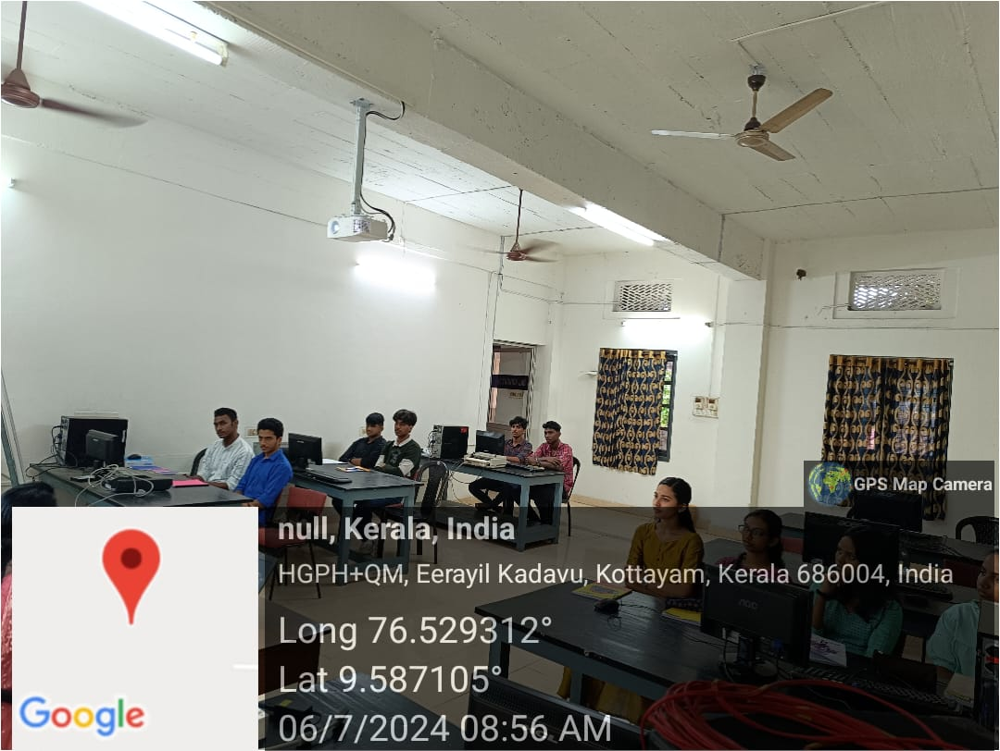 GPS Map Camera
null, Kerala, India
HGPH+QM, Eerayil Kadavu, Kottayam, Kerala 686004, India
Long 76.529312°
Lat 9.587105°
06/7/2024 08:56 AM
Google